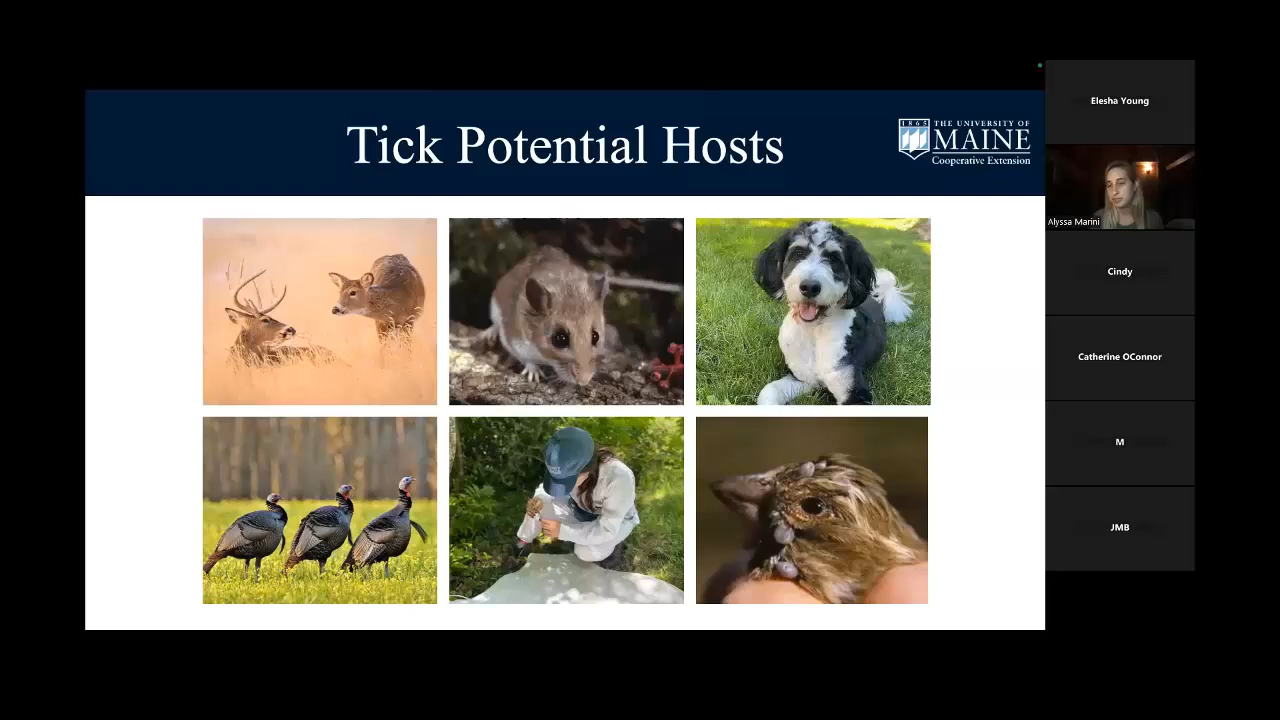 Tick Potential Hosts
1865
THE UNIVERSITY OF
MAINE
Cooperative Extension
Elesha Young
Alyssa Marini
Cindy
Catherine OConnor
M
JMB